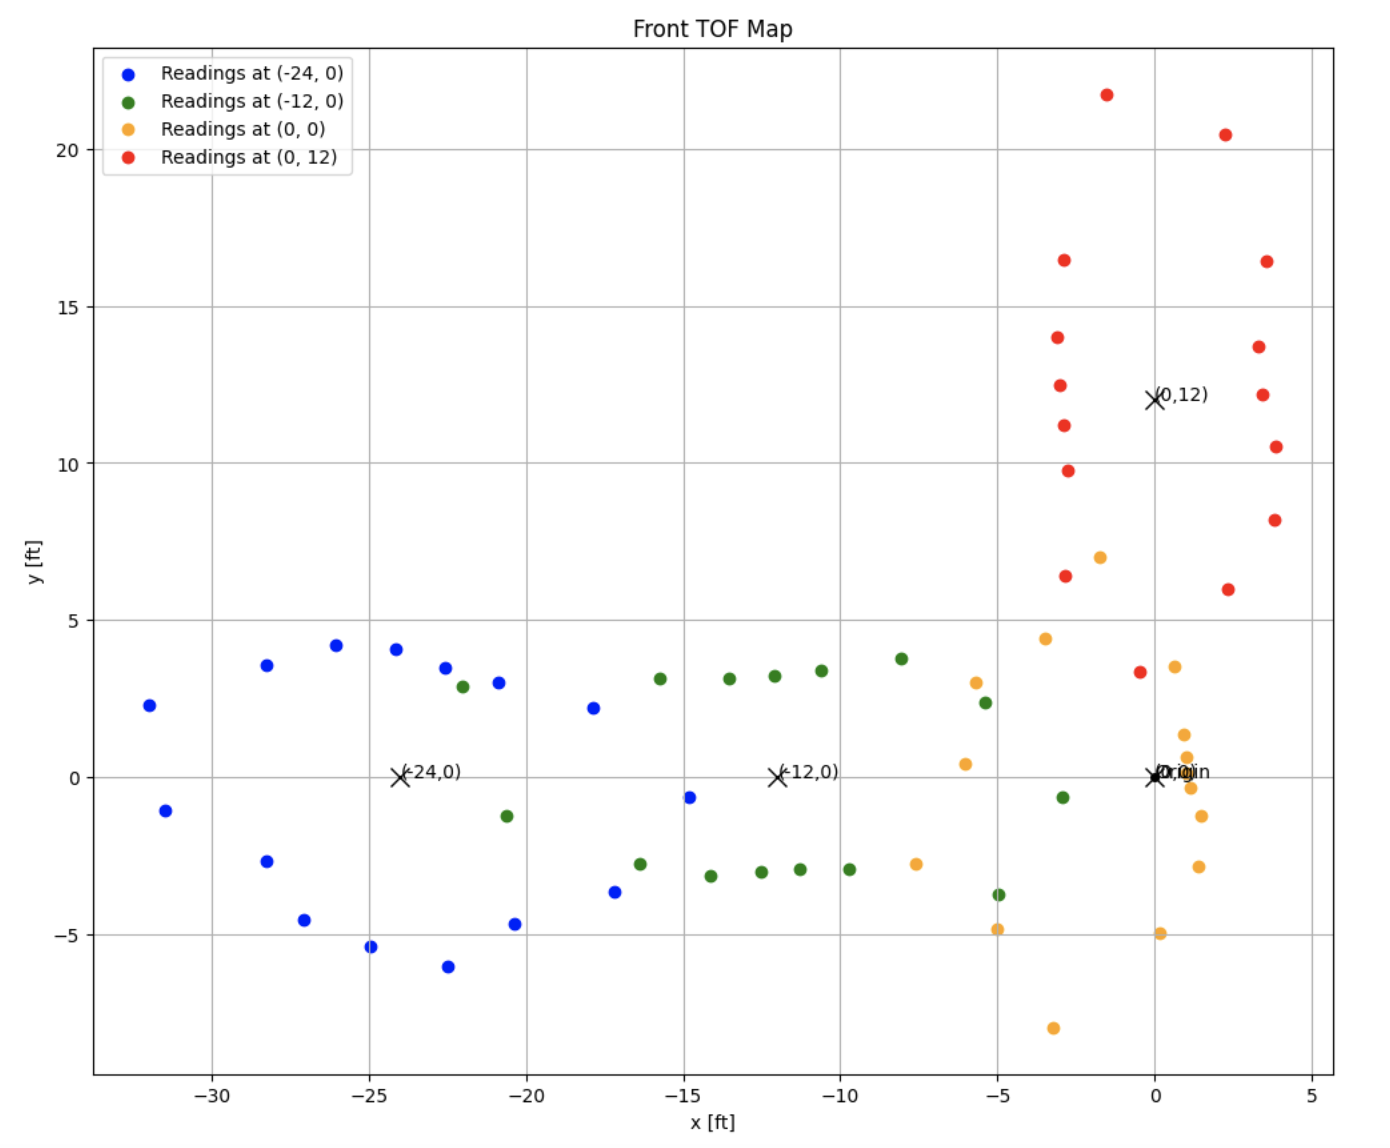 Front TOF Map
Readings at (-24, 0)
Readings at (-12, 0)
Readings at (0, 0)
Readings at (0, 12)
y [ft]
20
15
10
5
0
−5
(0,12)
(-24,0)
(-12,0)
−30
−25
−20
−15
−10
−5
0
5
x [ft]